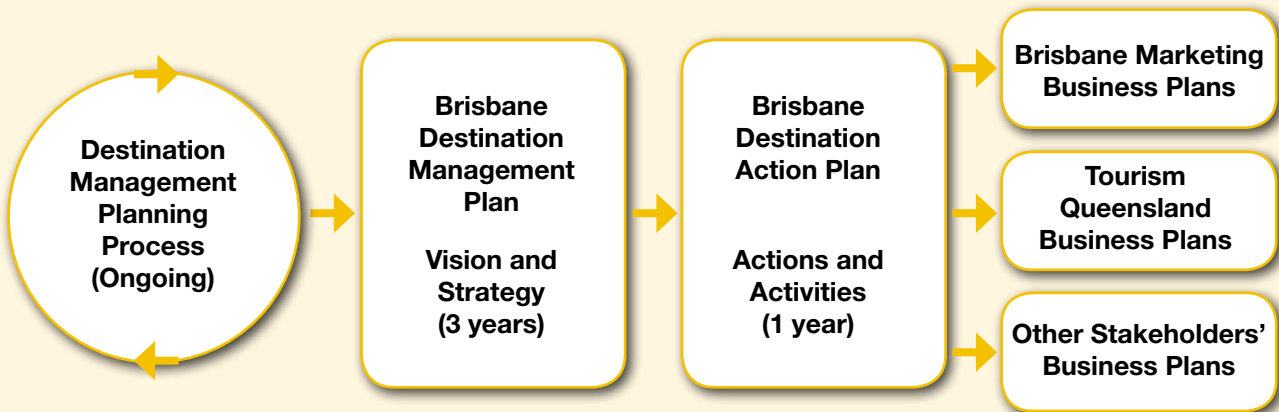 Destination
Management
Planning
Process
(Ongoing)
Brisbane
Destination
Management
Plan
Vision and
Strategy
(3 years)
Brisbane
Destination
Action Plan
Actions and
Activities
(1 year)
Brisbane Marketing
Business Plans
Tourism
Queensland
Business Plans
Other Stakeholders’
Business Plans